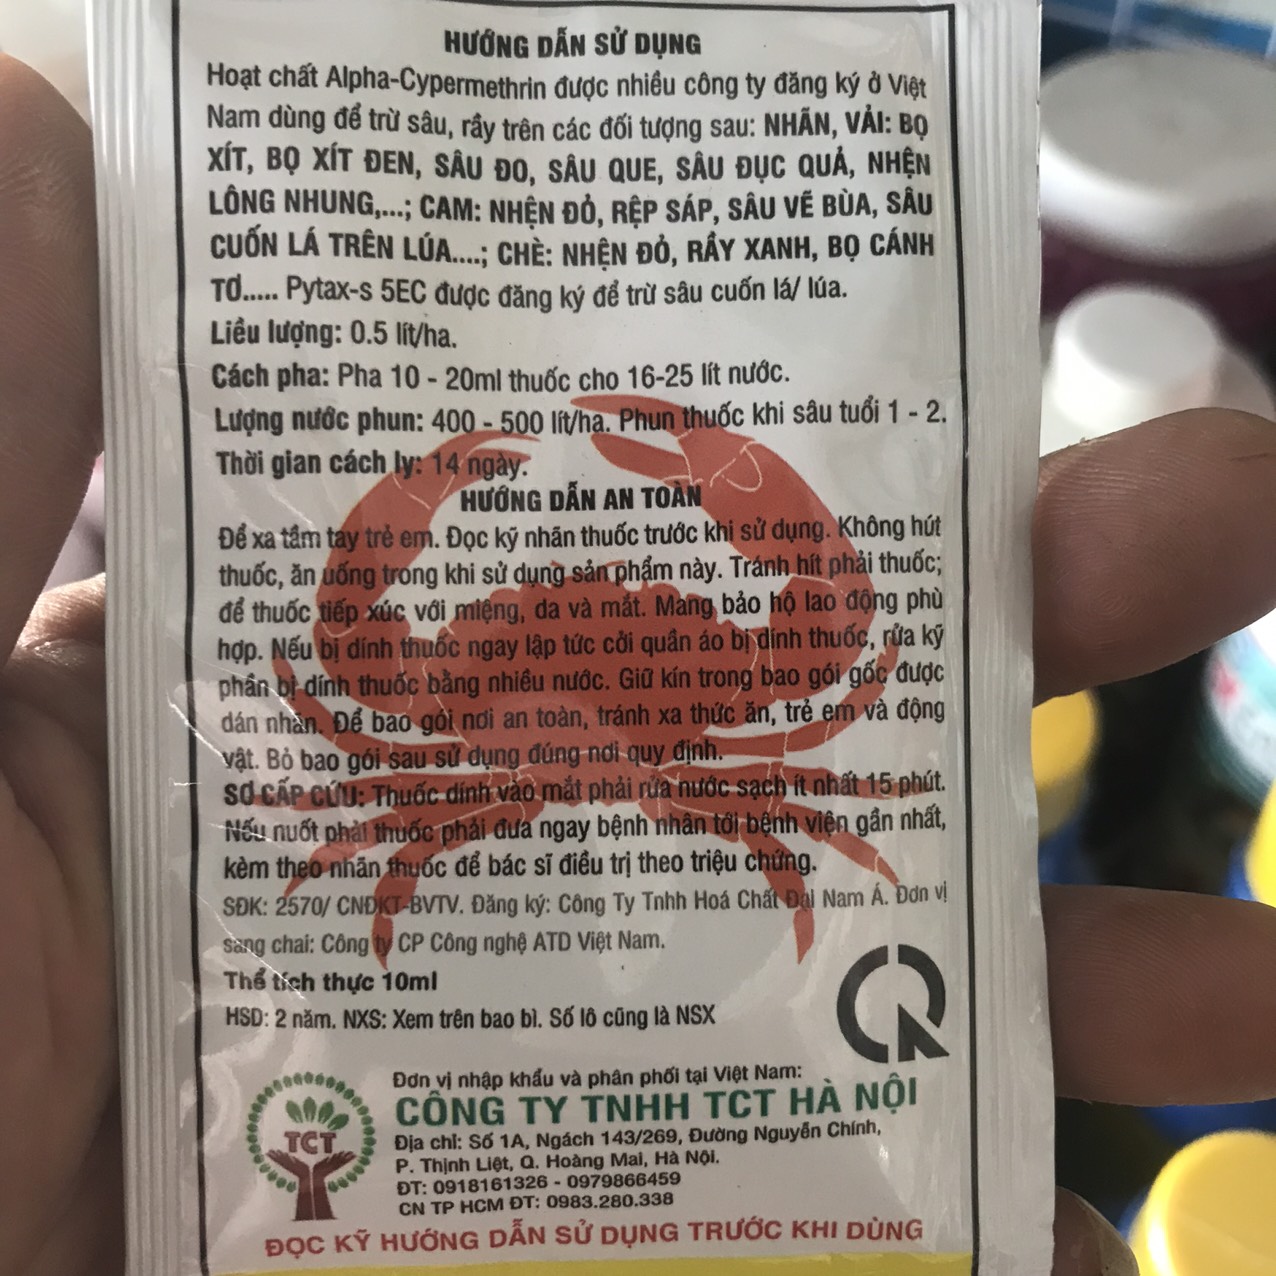 HƯỚNG DẪN SỬ DỤNG
Hoạt chất Alpha-Cypermethrin được nhiều công ty đăng ký ở Việt
Nam dùng để trừ sâu, rầy trên các đối tượng sau: NHÃN, VẢI: BỌ
XÍT, BỌ XÍT ĐEN, SÂU ĐO, SÂU QUE, SÂU ĐỤC QUẢ, NHỆN
LÔNG NHUNG,...; CAM: NHỆN ĐỎ, RỆP SÁP, SÂU VẼ BÙA, SÂU
CUỐN LÁ TRÊN LÚA....; CHÈ: NHỆN ĐỎ, RẦY XANH, BỌ CÁNH
TƠ..... Pytax-s 5EC được đăng ký để trừ sâu cuốn lá/ lúa.
Liều lượng: 0.5 lít/ha.
Cách pha: Pha 10 - 20ml thuốc cho 16-25 lít nước.
Lượng nước phun: 400 - 500 lít/ha. Phun thuốc khi sâu tuổi 1 - 2.
Thời gian cách ly: 14 ngày.
HƯỚNG DẪN AN TOÀN
Để xa tầm tay trẻ em. Đọc kỹ nhãn thuốc trước khi sử dụng. Không hút
thuốc, ăn uống trong khi sử dụng sản phẩm này. Tránh hít phải thuốc;
để thuốc tiếp xúc với miệng, da và mắt. Mang bảo hộ lao động phù
hợp. Nếu bị dính thuốc ngay lập tức cởi quần áo bị dính thuốc, rửa kỹ
phần bị dính thuốc bằng nhiều nước. Giữ kín trong bao gói gốc được
dán nhãn. Để bao gói nơi an toàn, tránh xa thức ăn, trẻ em và động
vật. Bỏ bao gói sau sử dụng đúng nơi quy định.
SƠ CẤP CỨU: Thuốc dính vào mắt phải rửa nước sạch ít nhất 15 phút.
Nếu nuốt phải thuốc phải đưa ngay bệnh nhân tới bệnh viện gần nhất,
kèm theo nhãn thuốc để bác sĩ điều trị theo triệu chứng.
SĐK: 2570/ CNĐKT-BVTV. Đăng ký: Công Ty Tnhh Hoá Chất Đại Nam Á. Đơn vị
sang chai: Công ty CP Công nghệ ATD Việt Nam.
Thể tích thực 10ml
HSD: 2 năm. NXS: Xem trên bao bì. Số lô cũng là NSX
Đơn vị nhập khẩu và phân phối tại Việt Nam:
CÔNG TY TNHH TCT HÀ NỘI
TCT
Địa chỉ: Số 1A, Ngách 143/269, Đường Nguyễn Chính,
P. Thịnh Liệt, Q. Hoàng Mai, Hà Nội.
ĐT: 0918161326 - 0979866459
CN TP HCM ĐT: 0983.280.338
ĐỌC KỸ HƯỚNG DẪN SỬ DỤNG TRƯỚC KHI DÙNG